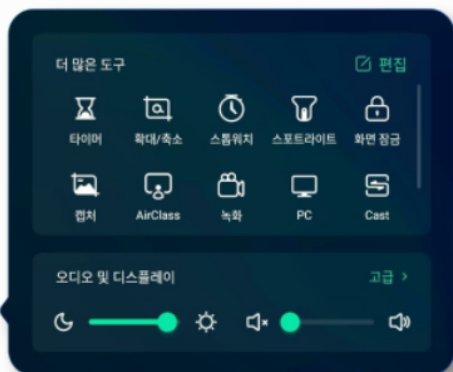 더 많은 도구 편집
타이머 확대/축소 스톱워치 스포트라이트 화면 잠금
캡처 AirClass 녹화 PC Cast
오디오 및 디스플레이 고급 >